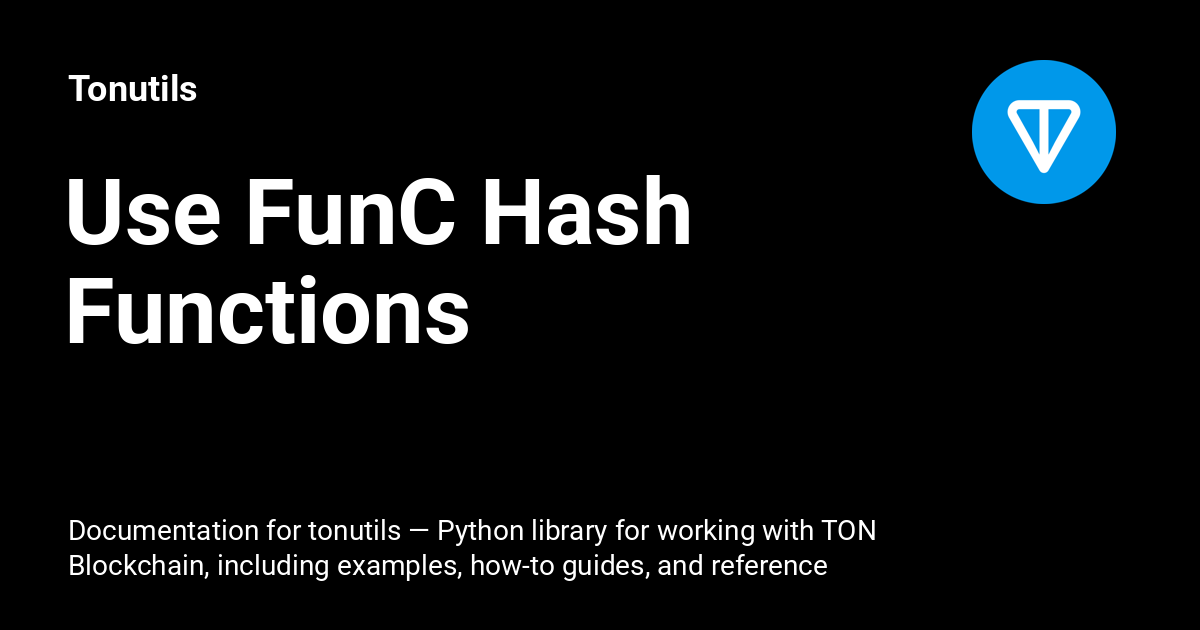 Tonutils
Use FunC Hash
Functions
Documentation for tonutils — Python library for working with TON
Blockchain, including examples, how-to guides, and reference